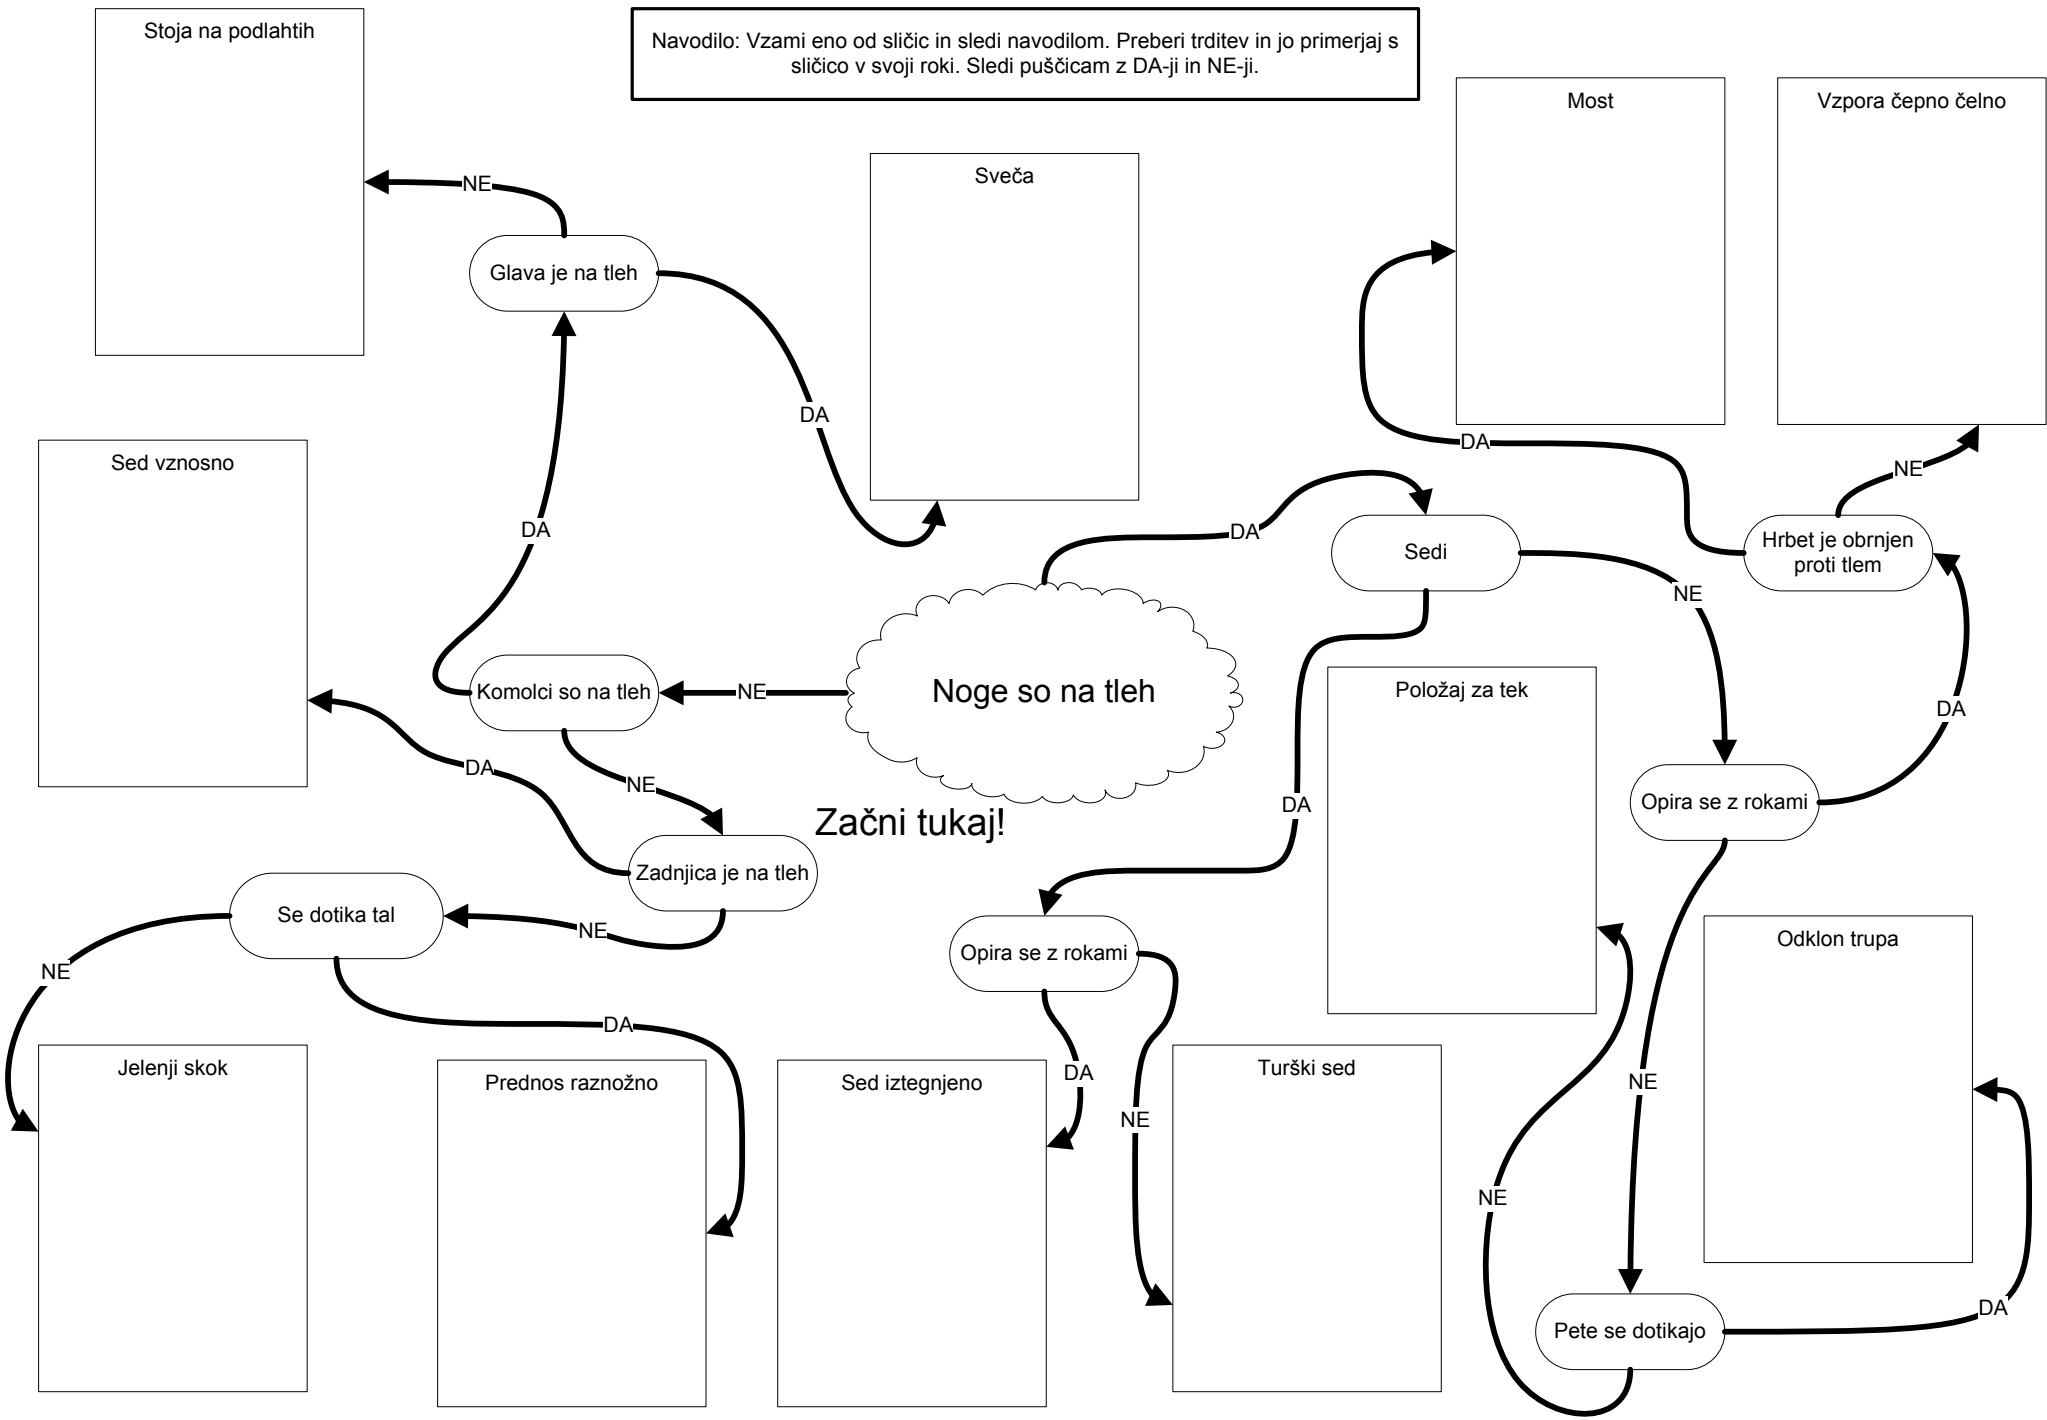 Stoja na podlahtih
Navodilo: Vzami eno od sličic in sledi navodilom. Preberi trditev in jo primerjaj s
sličico v svoji roki. Sledi puščicam z DA-ji in NE-ji.
Most
Vzpora čepno čelno
Sveča
NE
Glava je na tleh
DA
Sed vznosno
DA
NE
DA
DA
Sedi
Hrbet je obrnjen
proti tlem
NE
Komolci so na tleh
NE
Noge so na tleh
Položaj za tek
DA
DA
NE
DA
Opira se z rokami
Začni tukaj!
Zadnjica je na tleh
Se dotika tal
NE
Opira se z rokami
Odklon trupa
NE
DA
Jelenji skok
Prednos raznožno
Sed iztegnjeno
DA
Turški sed
NE
NE
NE
DA
Pete se dotikajo